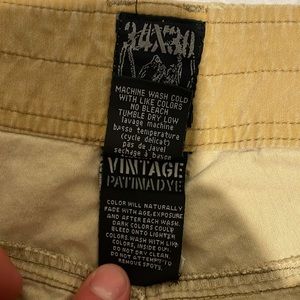 34X30
MACHINE WASH COLD
WITH LIKE COLORS
NO BLEACH
TUMBLE DRY LOW
lavage machine
basse temperature
(cycle delicat)
pas de javel
sechage a basse
VINTAGE
PATINADYE
COLOR WILL NATURALLY
FADE WITH AGE, EXPOSURE
AND AFTER EACH WASH.
DARK COLORS COULD
BLEED ONTO LIGHTER
COLORS. WASH WITH LIKE
COLORS, INSIDE OUT.
DO NOT DRY CLEAN.
DO NOT ATTEMPT TO
REMOVE SPOTS.